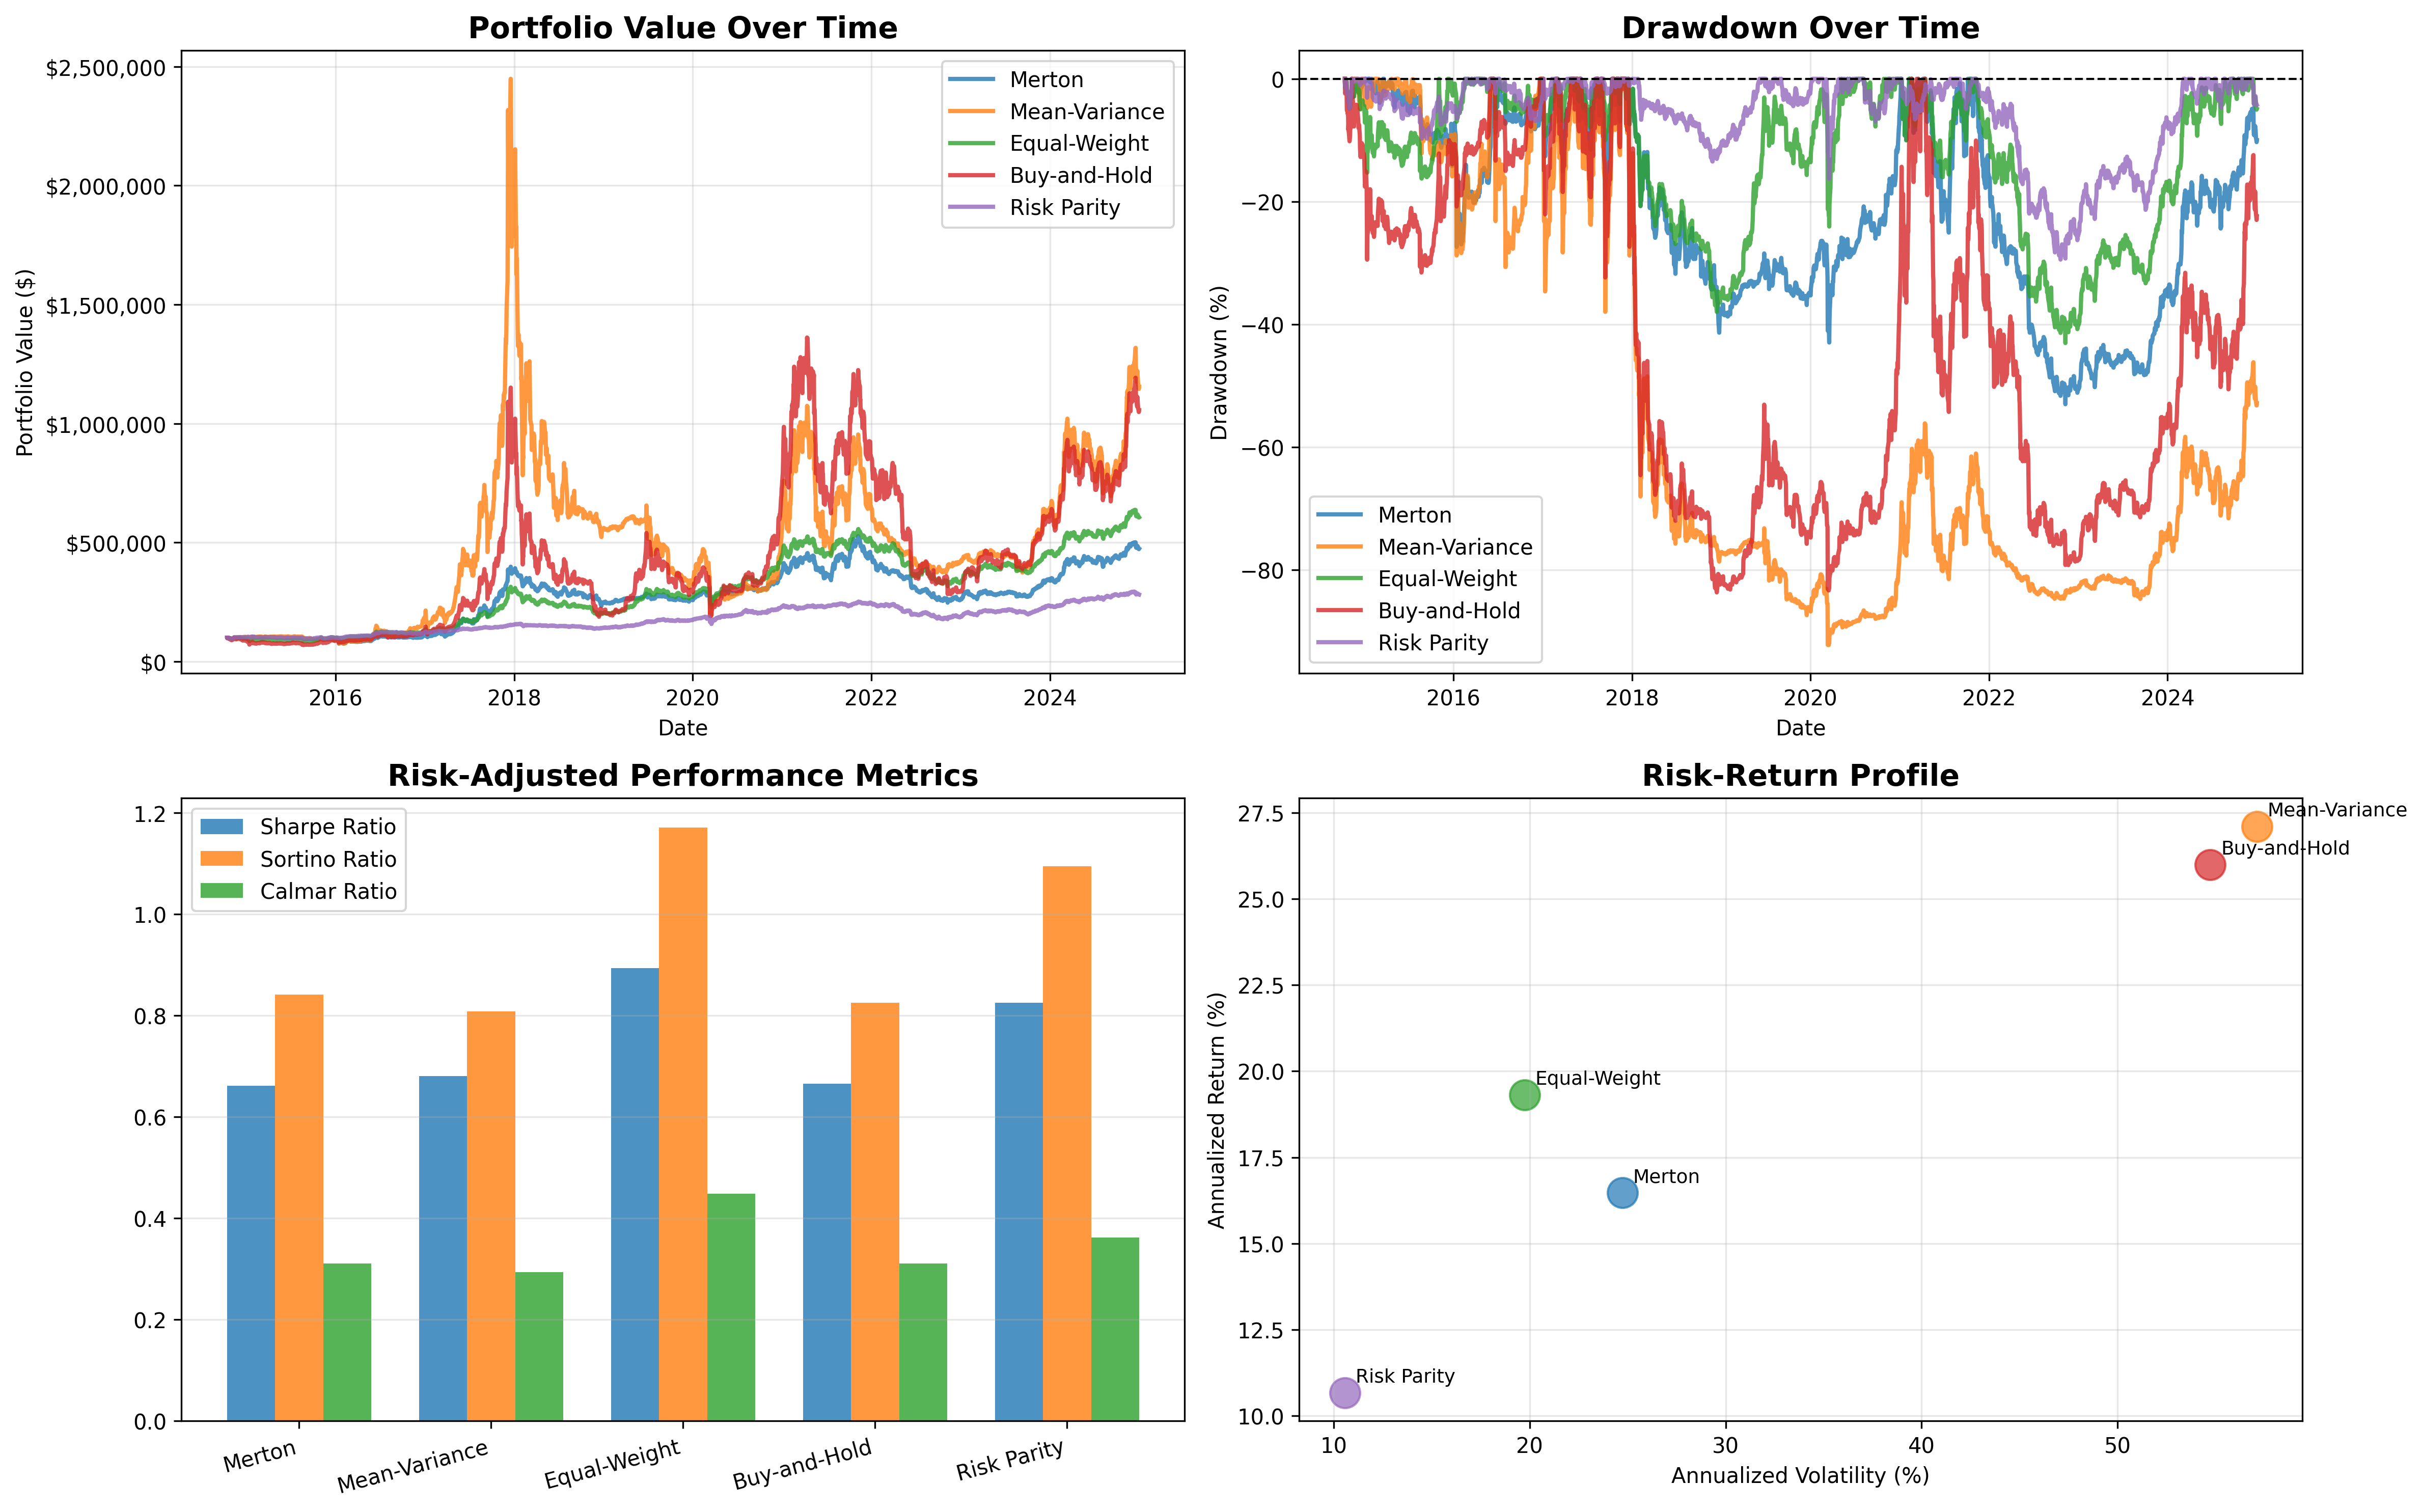 Portfolio Value Over Time
Portfolio Value ($)
$2,500,000
$2,000,000
$1,500,000
$1,000,000
$500,000
$0
2016 2018 2020 2022 2024
Date
Merton
Mean-Variance
Equal-Weight
Buy-and-Hold
Risk Parity
Drawdown Over Time
Drawdown (%)
0
−20
−40
−60
−80
2016 2018 2020 2022 2024
Date
Merton
Mean-Variance
Equal-Weight
Buy-and-Hold
Risk Parity
Risk-Adjusted Performance Metrics
1.2
1.0
0.8
0.6
0.4
0.2
0.0
Sharpe Ratio
Sortino Ratio
Calmar Ratio
Merton
Mean-Variance
Equal-Weight
Buy-and-Hold
Risk Parity
Risk-Return Profile
Annualized Return (%)
27.5
25.0
22.5
20.0
17.5
15.0
12.5
10.0
Mean-Variance
Buy-and-Hold
Equal-Weight
Merton
Risk Parity
10 20 30 40 50
Annualized Volatility (%)